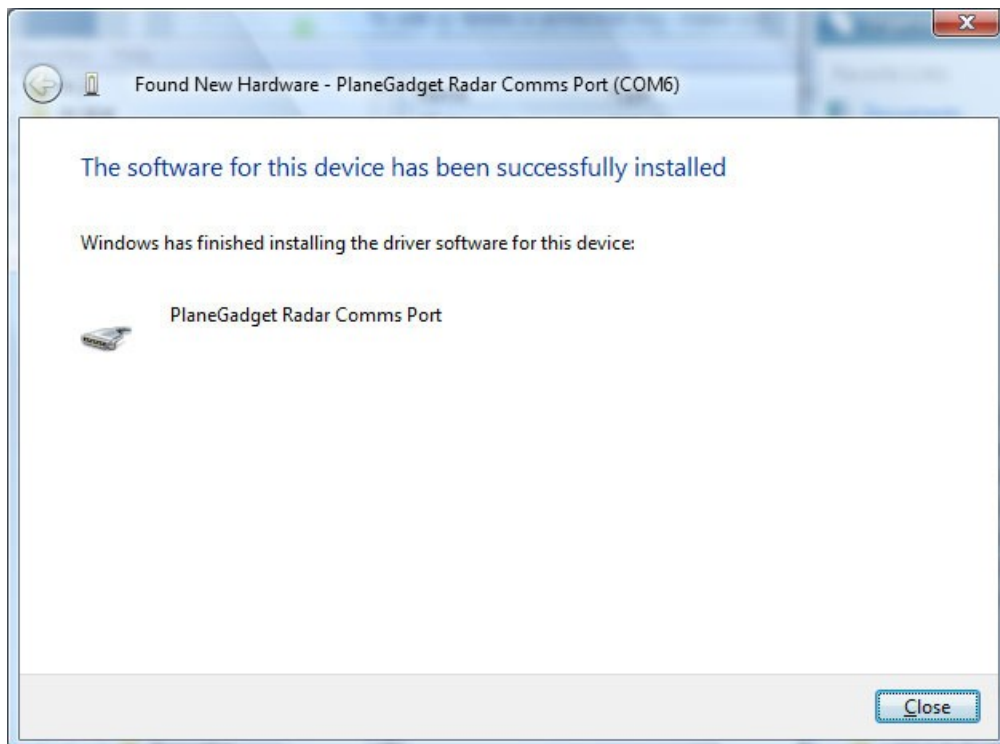 Found New Hardware - PlaneGadget Radar Comms Port (COM6)
The software for this device has been successfully installed
Windows has finished installing the driver software for this device:
PlaneGadget Radar Comms Port
Close